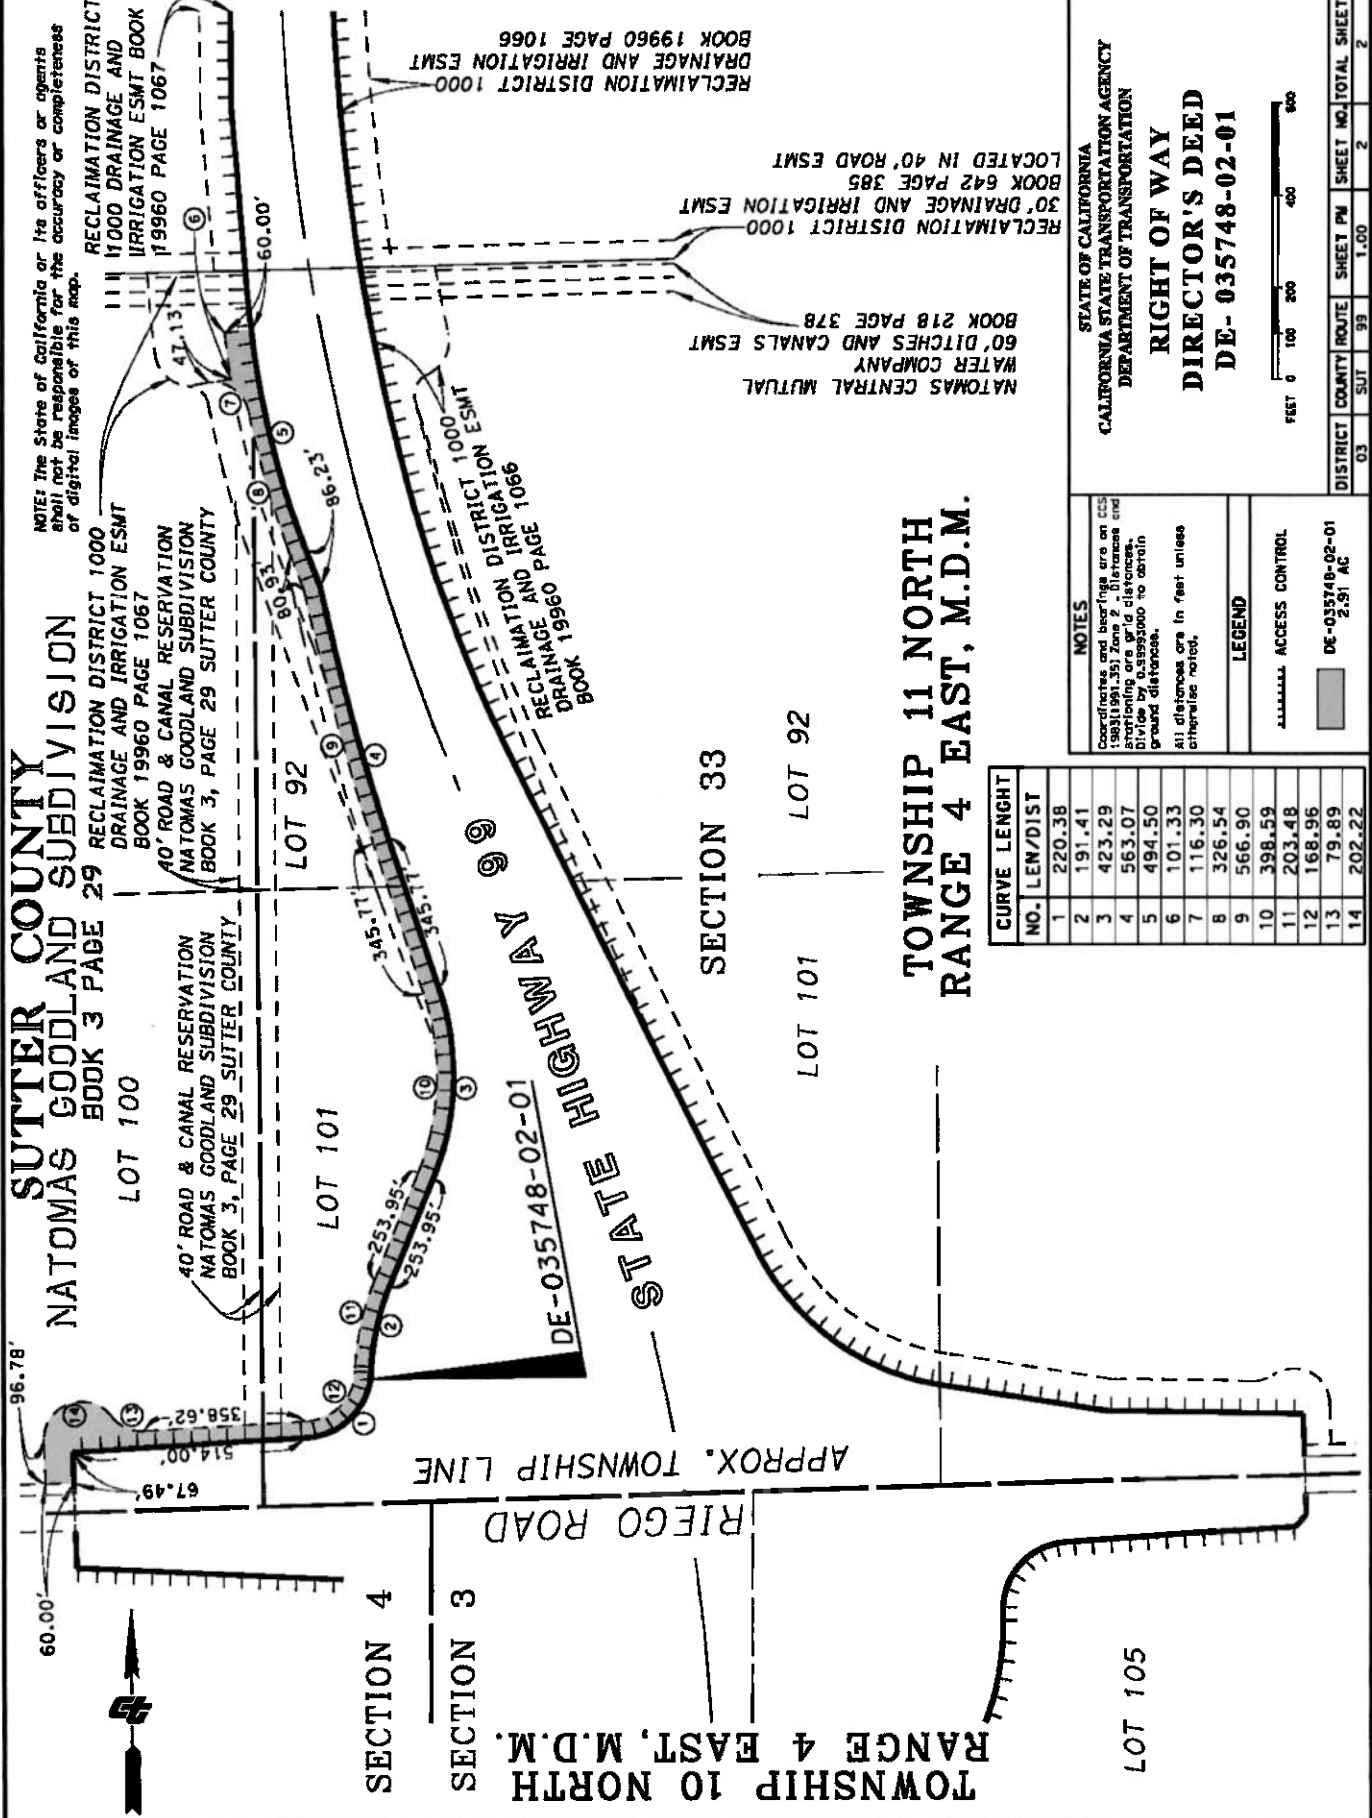 SUTTER COUNTY
NATOMAS GOODLAND SUBDIVISION
BOOK 3 PAGE 29
NOTE: The State of California or its officers or agents
shall not be responsible for the accuracy or completeness
of digital images of this map.
RECLAIMATION DISTRICT
1000 DRAINAGE AND
IRRIGATION ESMT BOOK
19960 PAGE 1067
RECLAIMATION DISTRICT 1000
DRAINAGE AND IRRIGATION ESMT
BOOK 19960 PAGE 1067
40' ROAD & CANAL RESERVATION
NATOMAS GOODLAND SUBDIVISION
BOOK 3, PAGE 29 SUTTER COUNTY
LOT 100
40' ROAD & CANAL RESERVATION
NATOMAS GOODLAND SUBDIVISION
BOOK 3, PAGE 29 SUTTER COUNTY
LOT 92
LOT 101
96.78'
60.00'
67.49'
514.00'
358.62'
14
13
12
1
11
2
253.95'
253.95'
10
3
345.77'
345.77'
9
4
80.93'
86.23'
8
5
7
47.13'
6
60.00'
Ct
DE-035748-02-01
STATE HIGHWAY 99
RECLAIMATION DISTRICT 1000
DRAINAGE AND IRRIGATION ESMT
BOOK 19960 PAGE 1066
RECLAIMATION DISTRICT 1000
DRAINAGE AND IRRIGATION ESMT
BOOK 19960 PAGE 1066
RECLAIMATION DISTRICT 1000
30' DRAINAGE AND IRRIGATION ESMT
BOOK 642 PAGE 385
LOCATED IN 40' ROAD ESMT
NATOMAS CENTRAL MUTUAL
WATER COMPANY
60' DITCHES AND CANALS ESMT
BOOK 218 PAGE 378
SECTION 4
SECTION 3
APPROX. TOWNSHIP LINE
RIEGO ROAD
SECTION 33
LOT 101
LOT 92
TOWNSHIP 11 NORTH
RANGE 4 EAST, M.D.M.
TOWNSHIP 10 NORTH
RANGE 4 EAST, M.D.M.
LOT 105
CURVE LENGHT
NO. LEN/DIST
1 220.38
2 191.41
3 423.29
4 563.07
5 494.50
6 101.33
7 116.30
8 326.54
9 566.90
10 398.59
11 203.48
12 168.96
13 79.89
14 202.22
NOTES
Coordinates and bearings are on CCS
1983(1991.35) Zone 2 . Distances and
stationing are grid distances.
Divide by 0.99993000 to obtain
ground distances.
All distances are in feet unless
otherwise noted.
LEGEND
ACCESS CONTROL
DE-035748-02-01
2.91 AC
STATE OF CALIFORNIA
CALIFORNIA STATE TRANSPORTATION AGENCY
DEPARTMENT OF TRANSPORTATION
RIGHT OF WAY
DIRECTOR'S DEED
DE- 035748-02-01
FEET 0 100 200 400 600
DISTRICT COUNTY ROUTE SHEET PM SHEET NO. TOTAL SHEET
03 SUT 99 1.00 2 2